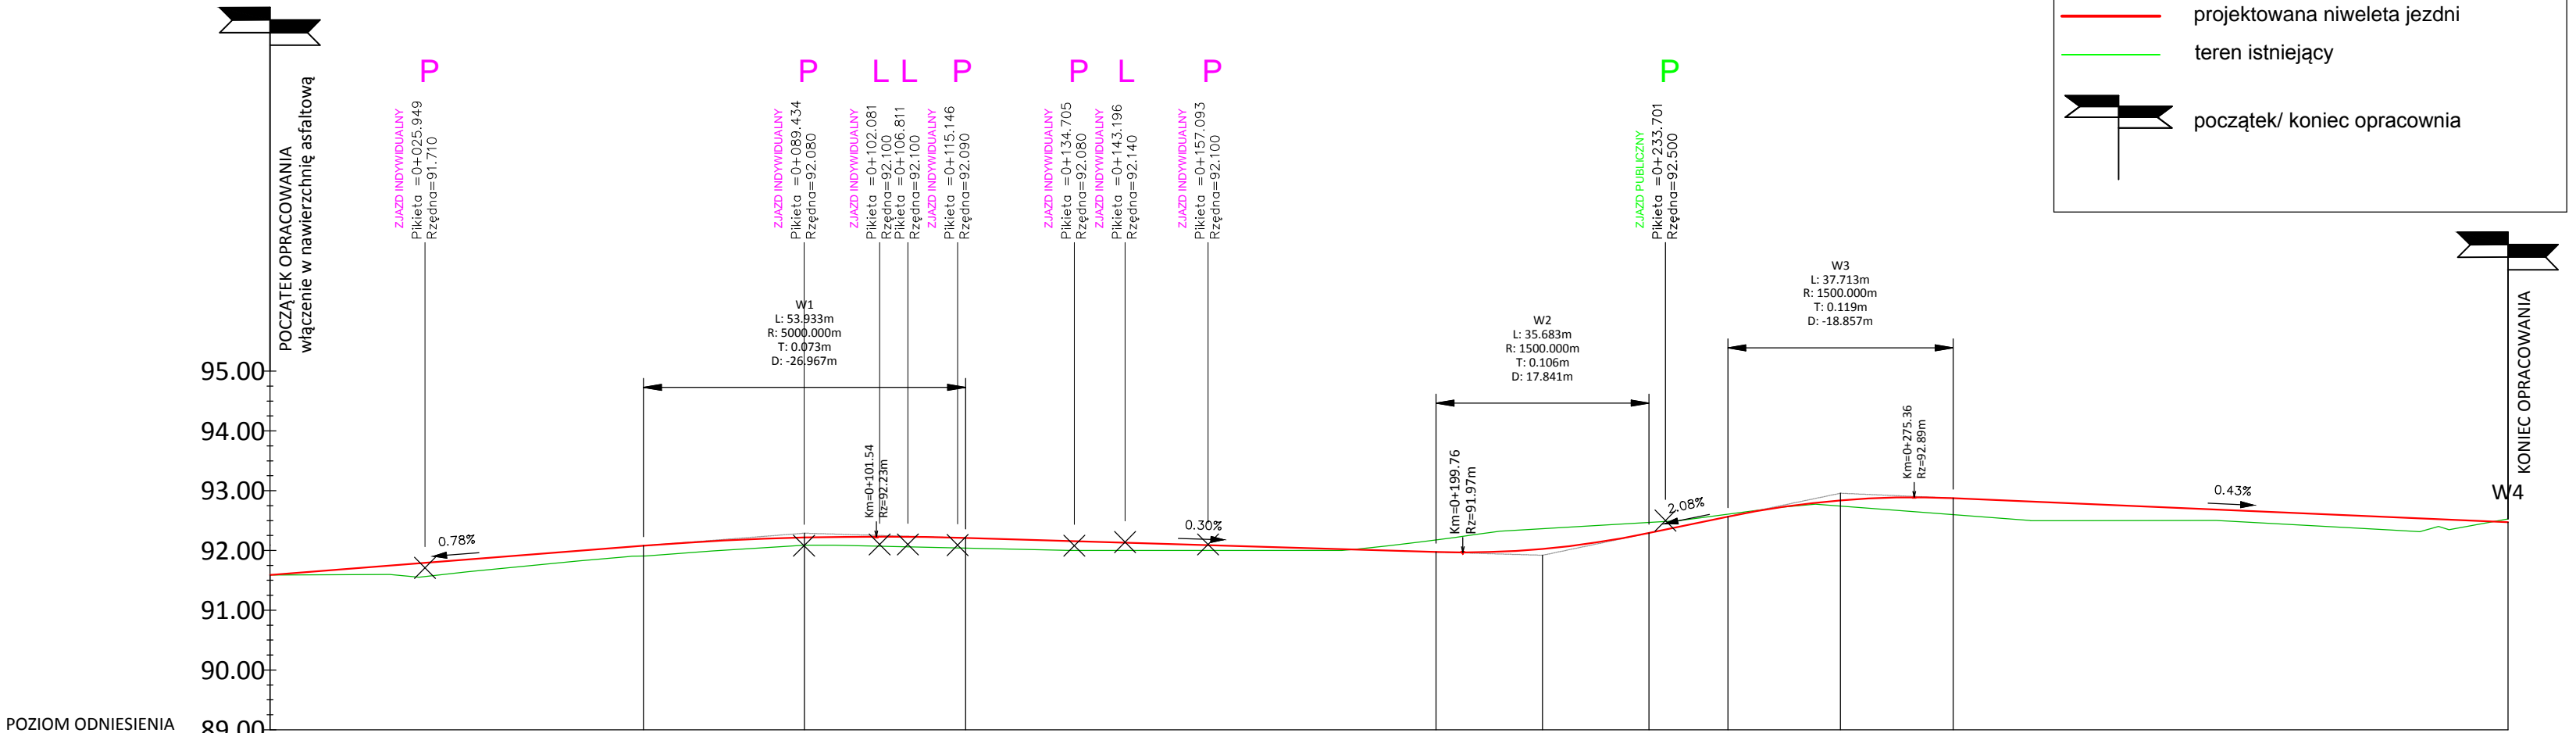 projektowana niweleta jezdni
teren istniejący
początek/ koniec opracownia
POCZĄTEK OPRACOWANIA
włączenie w nawierzchnię asfaltową
P
ZJAZD INDYWIDUALNY
Pikieta =0+025.949
Rzędna=91.710
P
ZJAZD INDYWIDUALNY
Pikieta =0+089.434
Rzędna=92.080
L
ZJAZD INDYWIDUALNY
Pikieta =0+102.081
Rzędna=92.100
L
Pikieta =0+106.811
Rzędna=92.100
P
ZJAZD INDYWIDUALNY
Pikieta =0+115.146
Rzędna=92.090
P
ZJAZD INDYWIDUALNY
Pikieta =0+134.705
Rzędna=92.080
L
ZJAZD INDYWIDUALNY
Pikieta =0+143.196
Rzędna=92.140
P
ZJAZD INDYWIDUALNY
Pikieta =0+157.093
Rzędna=92.100
P
ZJAZD PUBLICZNY
Pikieta =0+233.701
Rzędna=92.500
W1
L: 53.933m
R: 5000.000m
T: 0.073m
D: -26.967m
W2
L: 35.683m
R: 1500.000m
T: 0.106m
D: 17.841m
W3
L: 37.713m
R: 1500.000m
T: 0.119m
D: -18.857m
KONIEC OPRACOWANIA
W4
95.00
94.00
93.00
92.00
91.00
90.00
89.00
POZIOM ODNIESIENIA
0.78%
Km=0+101.54
Rz=92.23m
0.30%
Km=0+199.76
Rz=91.97m
2.08%
Km=0+275.36
Rz=92.89m
0.43%